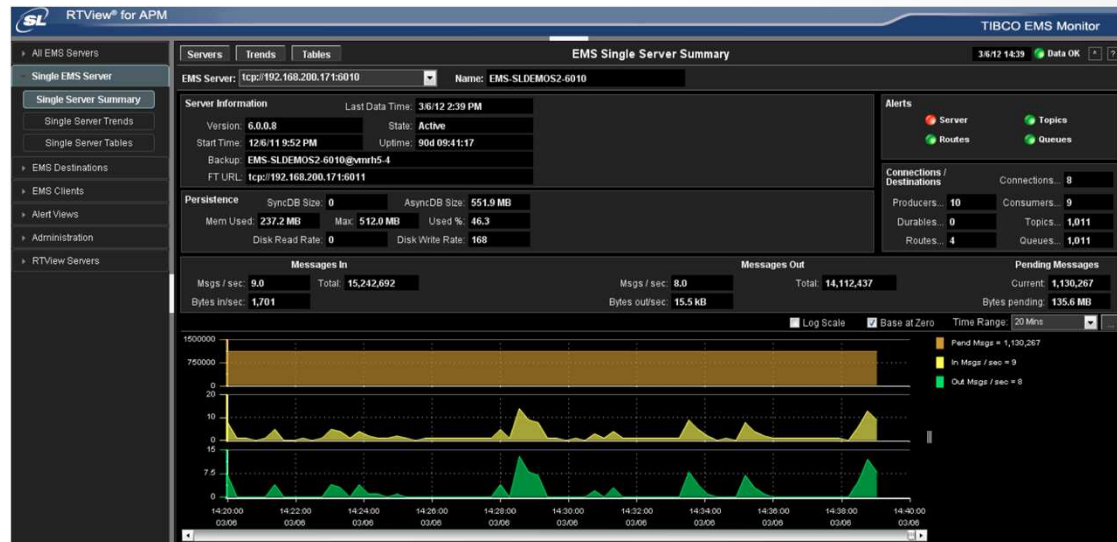 SL RTView® for APM
TIBCO EMS Monitor
All EMS Servers
Single EMS Server
Single Server Summary
Single Server Trends
Single Server Tables
EMS Destinations
EMS Clients
Alert Views
Administration
RTView Servers
Servers Trends Tables EMS Single Server Summary 3/6/12 14:39 Data OK ^ ?
EMS Server: tcp://192.168.200.171:6010 Name: EMS-SLDEMOS2-6010
Server Information Last Data Time: 3/6/12 2:39 PM
Version: 6.0.0.8 State: Active
Start Time: 12/6/11 9:52 PM Uptime: 90d 09:41:17
Backup: EMS-SLDEMOS2-6010@vmrh5-4
FT URL: tcp://192.168.200.171:6011
Alerts
Server Topics
Routes Queues
Persistence SyncDB Size: 0 AsyncDB Size: 551.9 MB
Mem Used: 237.2 MB Max: 512.0 MB Used %: 46.3
Disk Read Rate: 0 Disk Write Rate: 168
Connections /
Destinations Connections... 8
Producers... 10 Consumers... 9
Durables... 0 Topics... 1,011
Routes... 4 Queues... 1,011
Messages In Messages Out Pending Messages
Msgs / sec: 9.0 Total: 15,242,692 Msgs / sec: 8.0 Total: 14,112,437 Current: 1,130,267
Bytes in/sec: 1,701 Bytes out/sec: 15.5 kB Bytes pending: 135.6 MB
Log Scale Base at Zero Time Range: 20 Mins ...
1500000
750000
0
20
10
0
15
7.5
0
Pend Msgs = 1,130,267
In Msgs / sec = 9
Out Msgs / sec = 8
14:20:00 14:22:00 14:24:00 14:26:00 14:28:00 14:30:00 14:32:00 14:34:00 14:36:00 14:38:00 14:40:00
03/06 03/06 03/06 03/06 03/06 03/06 03/06 03/06 03/06 03/06 03/06